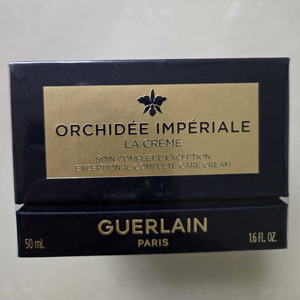 ORCHIDÉE IMPÉRIALE
LA CRÈME
SOIN COMPLET D'EXCEPTION
EXCEPTIONAL COMPLETE CARE CREAM
GUERLAIN
50 mL PARIS 1.6 FL. OZ.